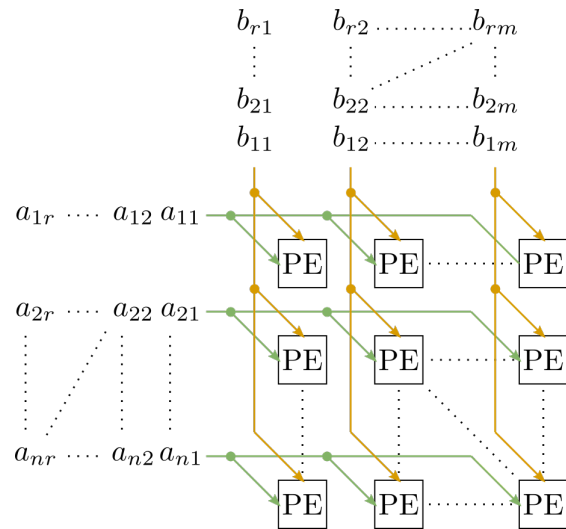 b_{r1} b_{r2} b_{rm}
b_{21} b_{22} b_{2m}
b_{11} b_{12} b_{1m}
a_{1r} a_{12} a_{11}
PE PE PE
a_{2r} a_{22} a_{21}
PE PE PE
a_{nr} a_{n2} a_{n1}
PE PE PE